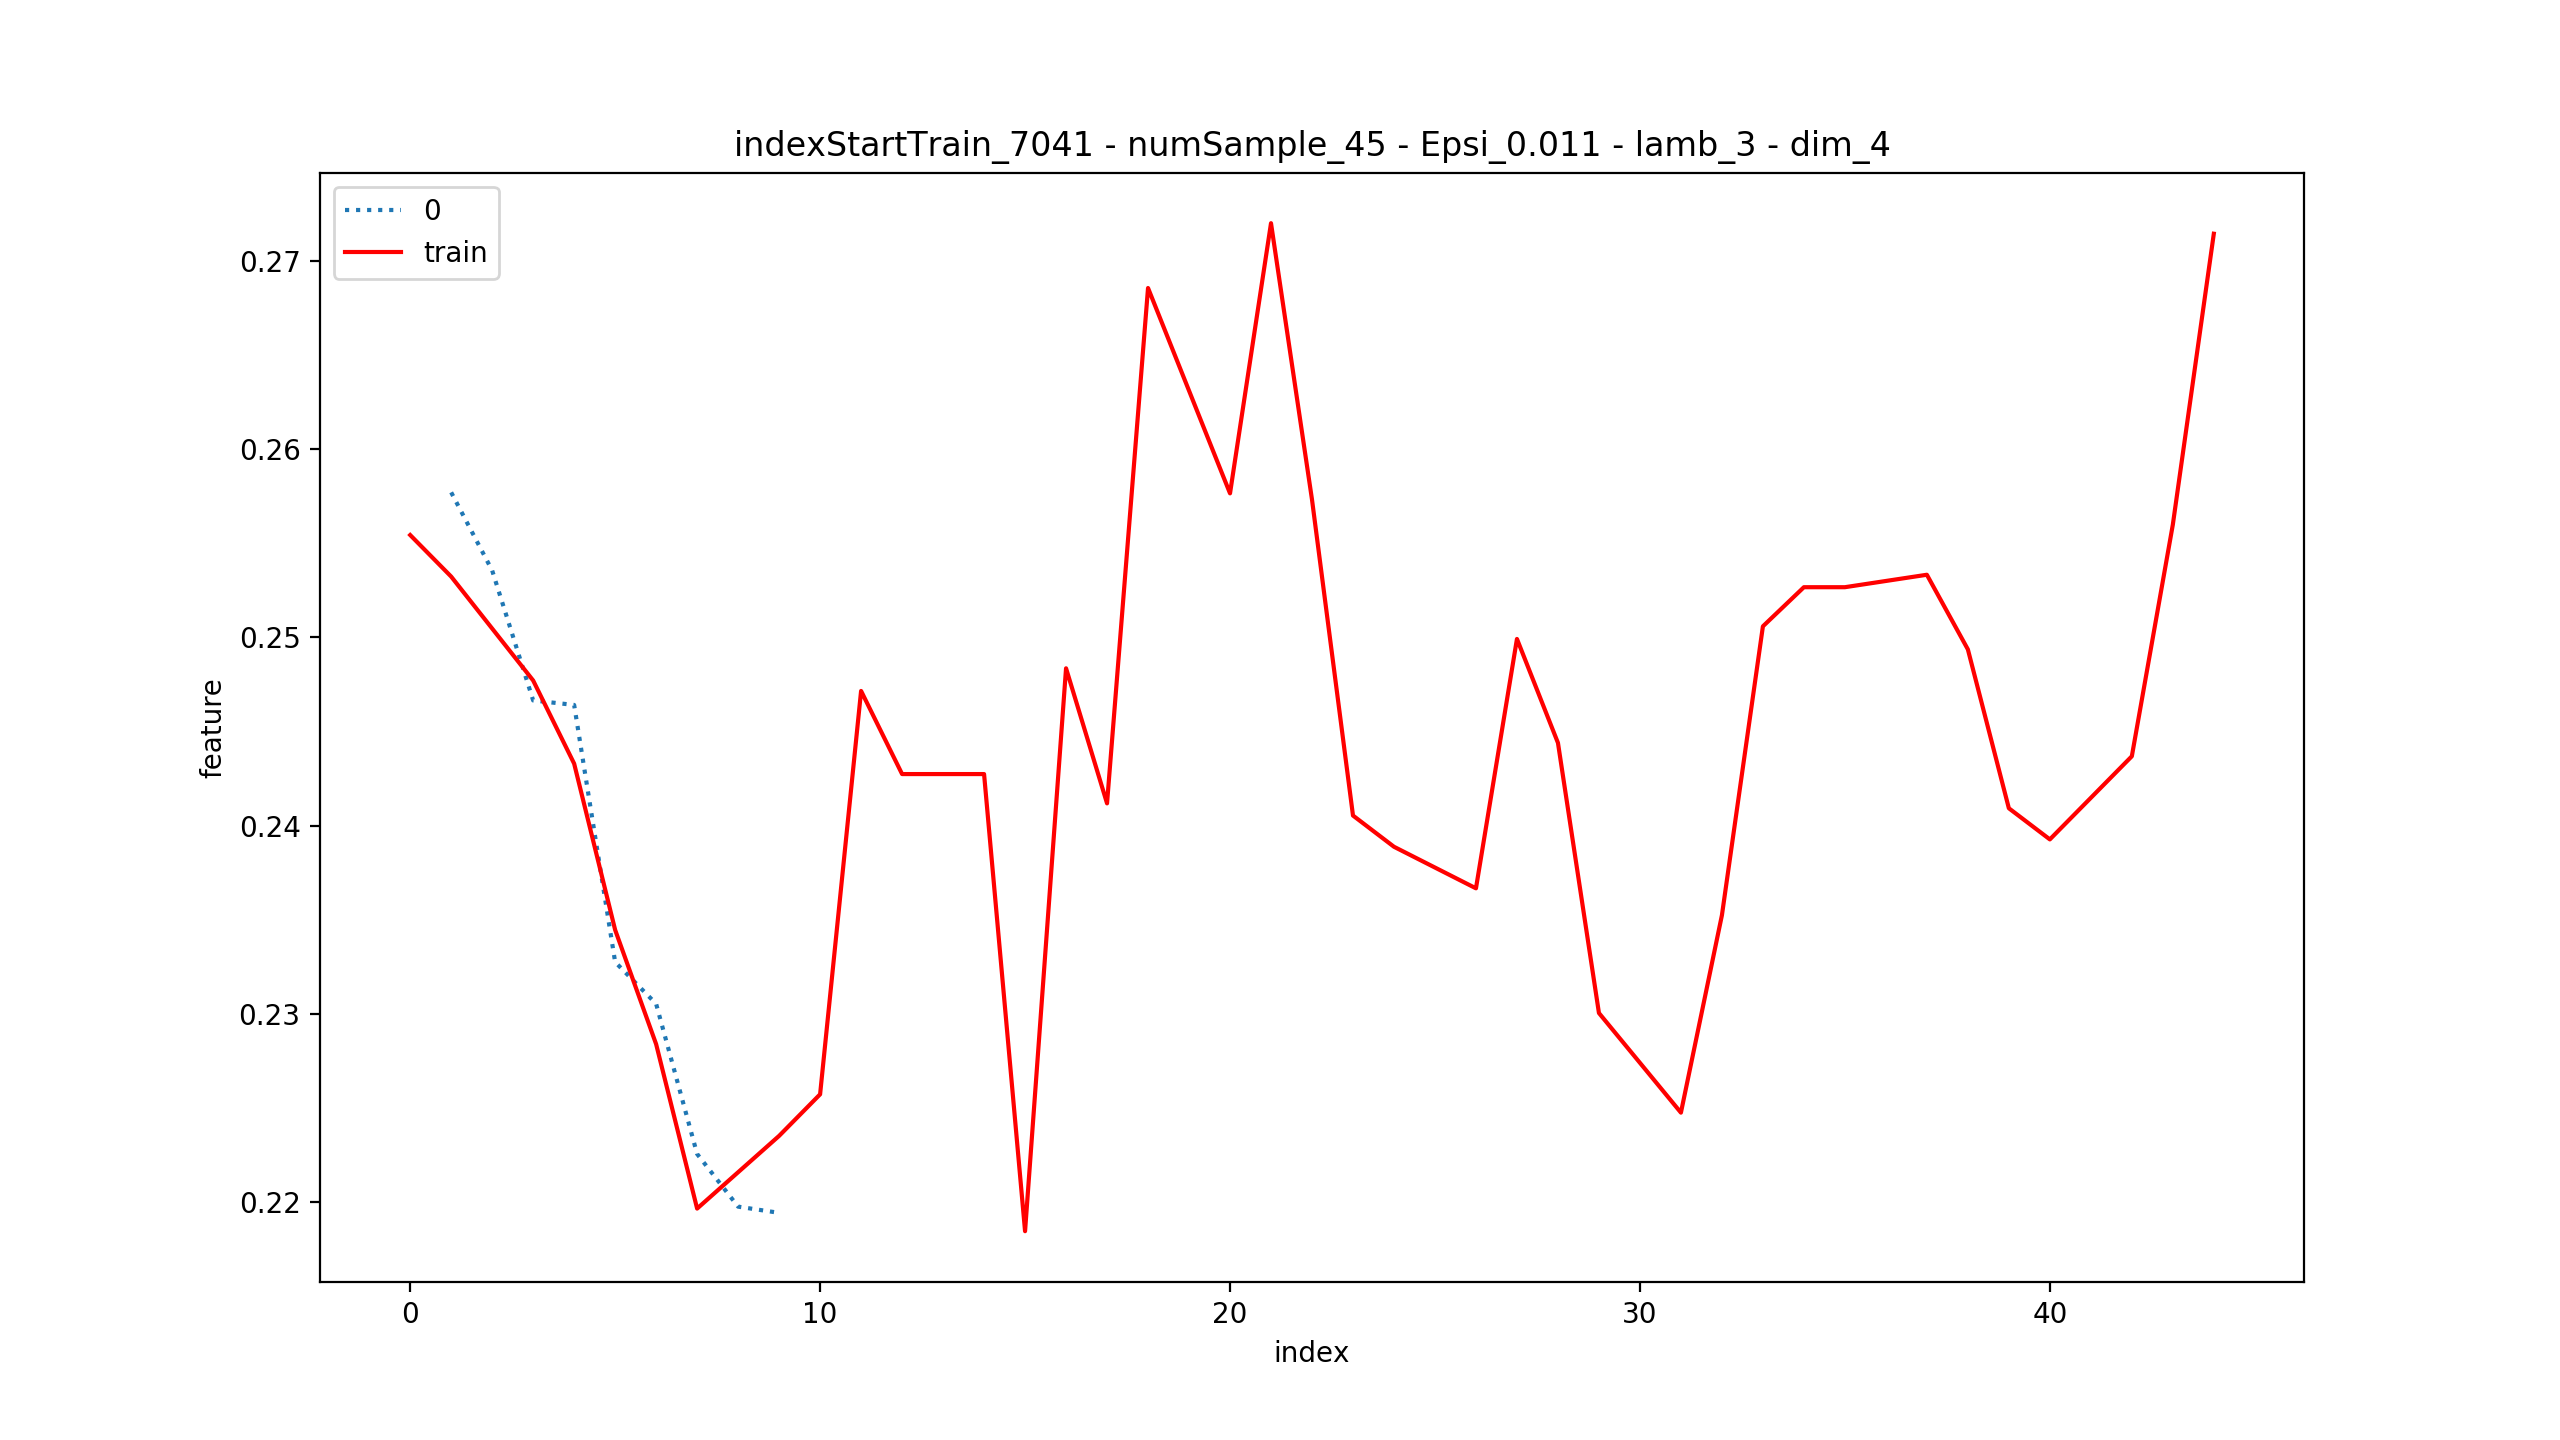 indexStartTrain_7041 - numSample_45 - Epsi_0.011 - lamb_3 - dim_4
0
train
0.27
0.26
0.25
0.24
0.23
0.22
feature
0 10 20 30 40
index